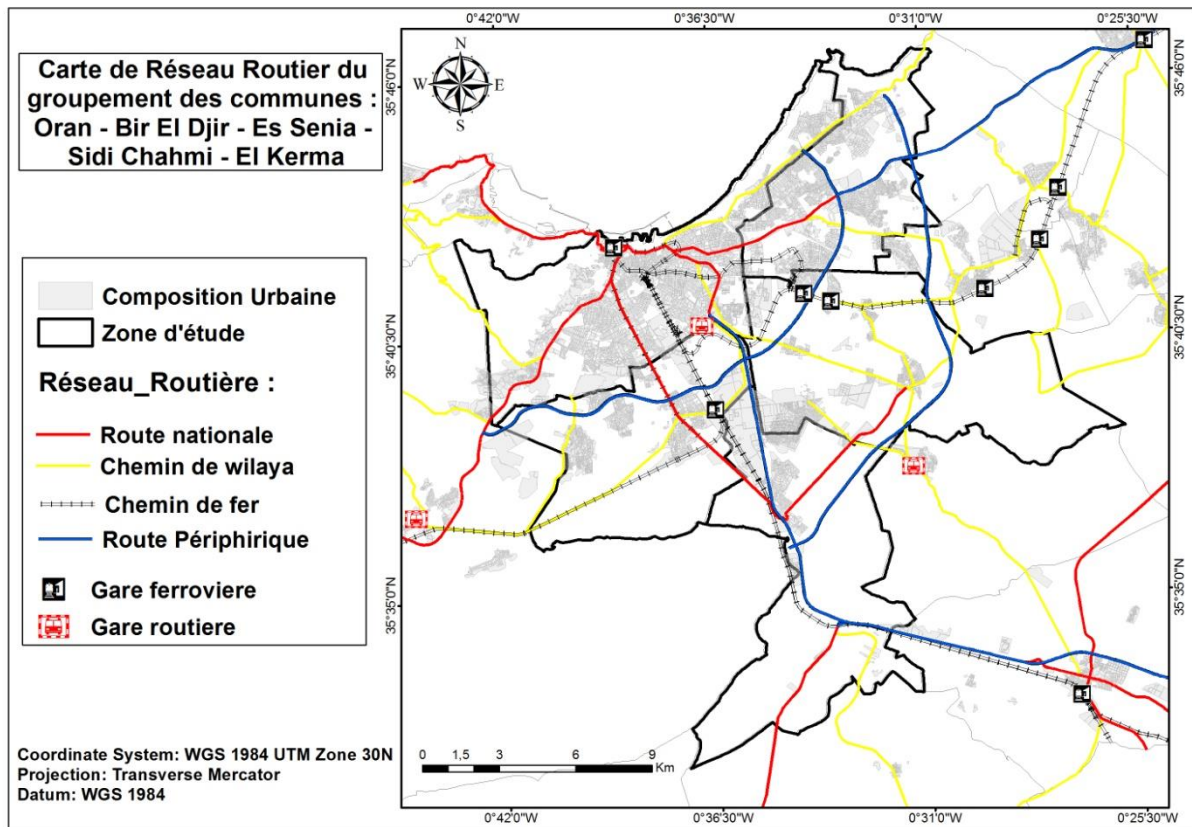 Carte de Réseau Routier du
groupement des communes :
Oran - Bir El Djir - Es Senia -
Sidi Chahmi - El Kerma
Composition Urbaine
Zone d'étude
Réseau_Routière :
Route nationale
Chemin de wilaya
Chemin de fer
Route Périphirique
Gare ferroviere
Gare routiere
Coordinate System: WGS 1984 UTM Zone 30N
Projection: Transverse Mercator
Datum: WGS 1984
0°42'0"W 0°36'30"W 0°31'0"W 0°25'30"W
N
W E
S
35°46'0"N 35°46'0"N
35°40'30"N 35°40'30"N
35°35'0"N 35°35'0"N
0 1,5 3 6 9
Km
0°42'0"W 0°36'30"W 0°31'0"W 0°25'30"W